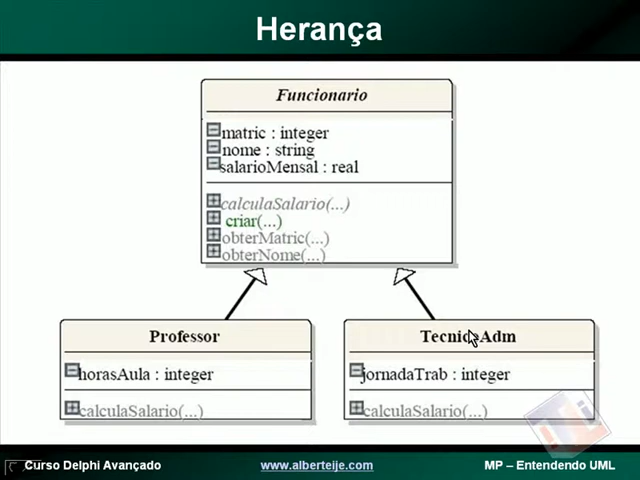 Herança
Funcionario
matric : integer
nome : string
salarioMensal : real
calculaSalario(...)
criar(...)
obterMatric(...)
obterNome(...)
Professor
horasAula : integer
calculaSalario(...)
TecnicoAdm
jornadaTrab : integer
calculaSalario(...)
Curso Delphi Avançado
www.alberteije.com
MP – Entendendo UML